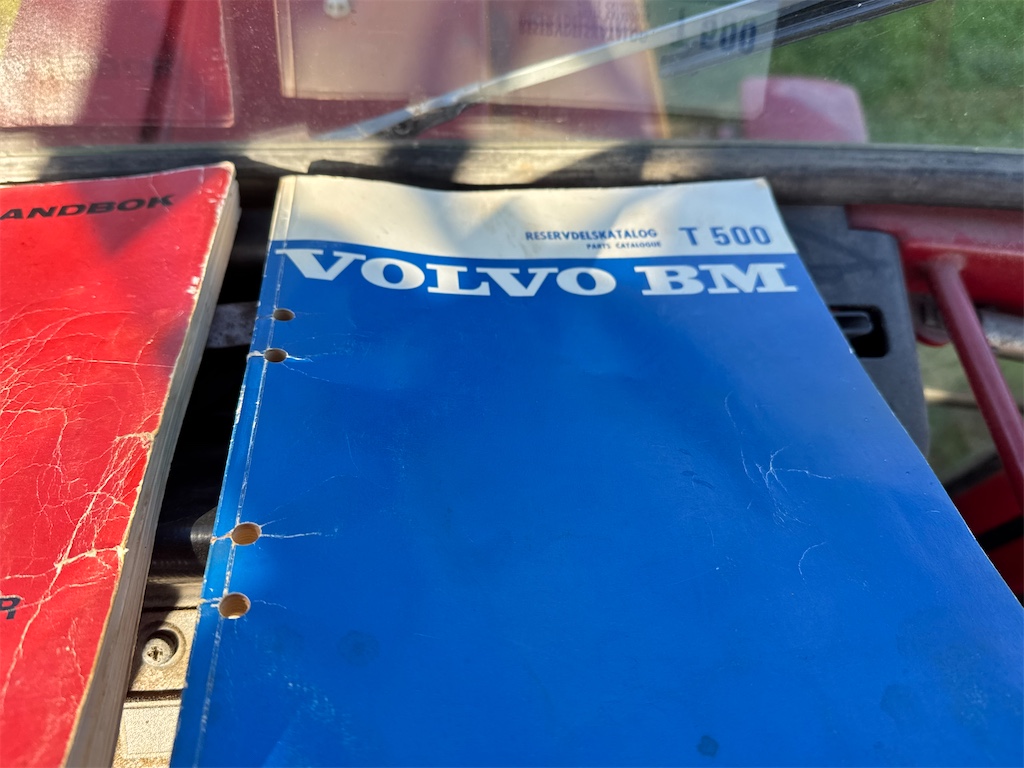 ANDBOK
RESERVDELSKATALOG T 500
PARTS CATALOGUE
VOLVO BM